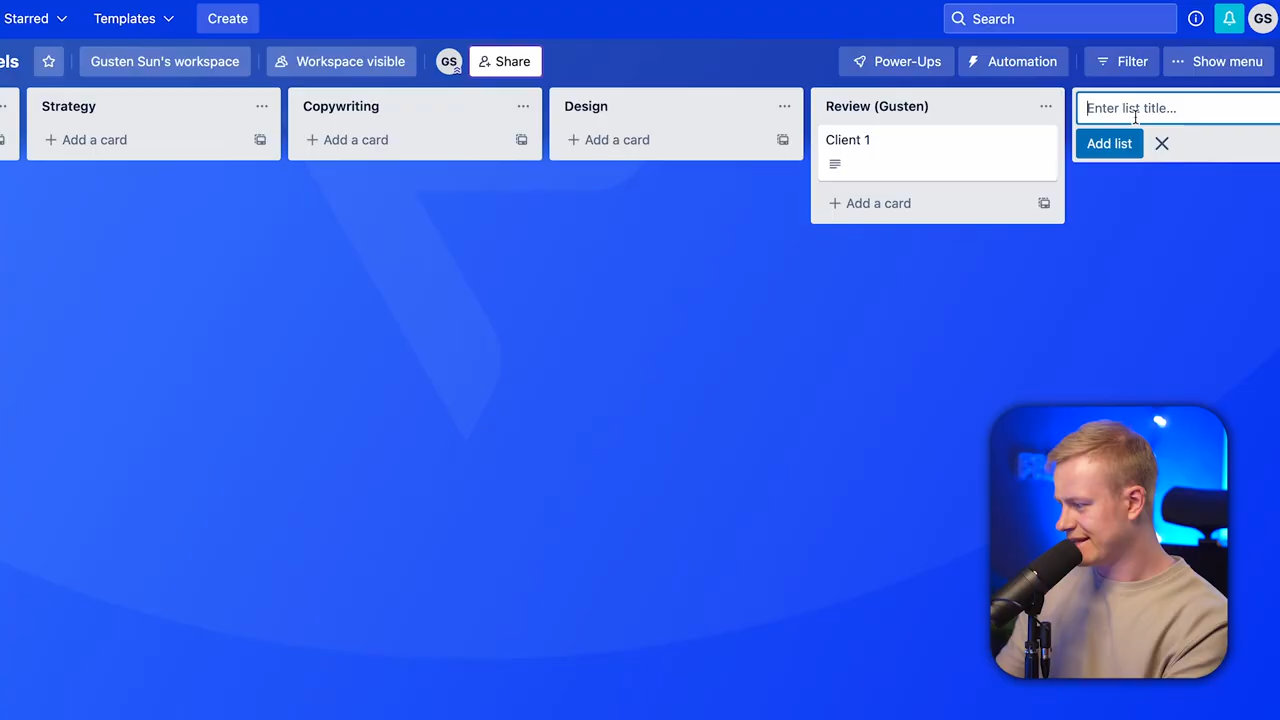 Starred
Templates
Create
Search
GS
els
Gusten Sun's workspace
Workspace visible
GS
Share
Power-Ups
Automation
Filter
Show menu
Strategy
Add a card
Copywriting
Add a card
Design
Add a card
Review (Gusten)
Client 1
Add a card
Enter list title...
Add list